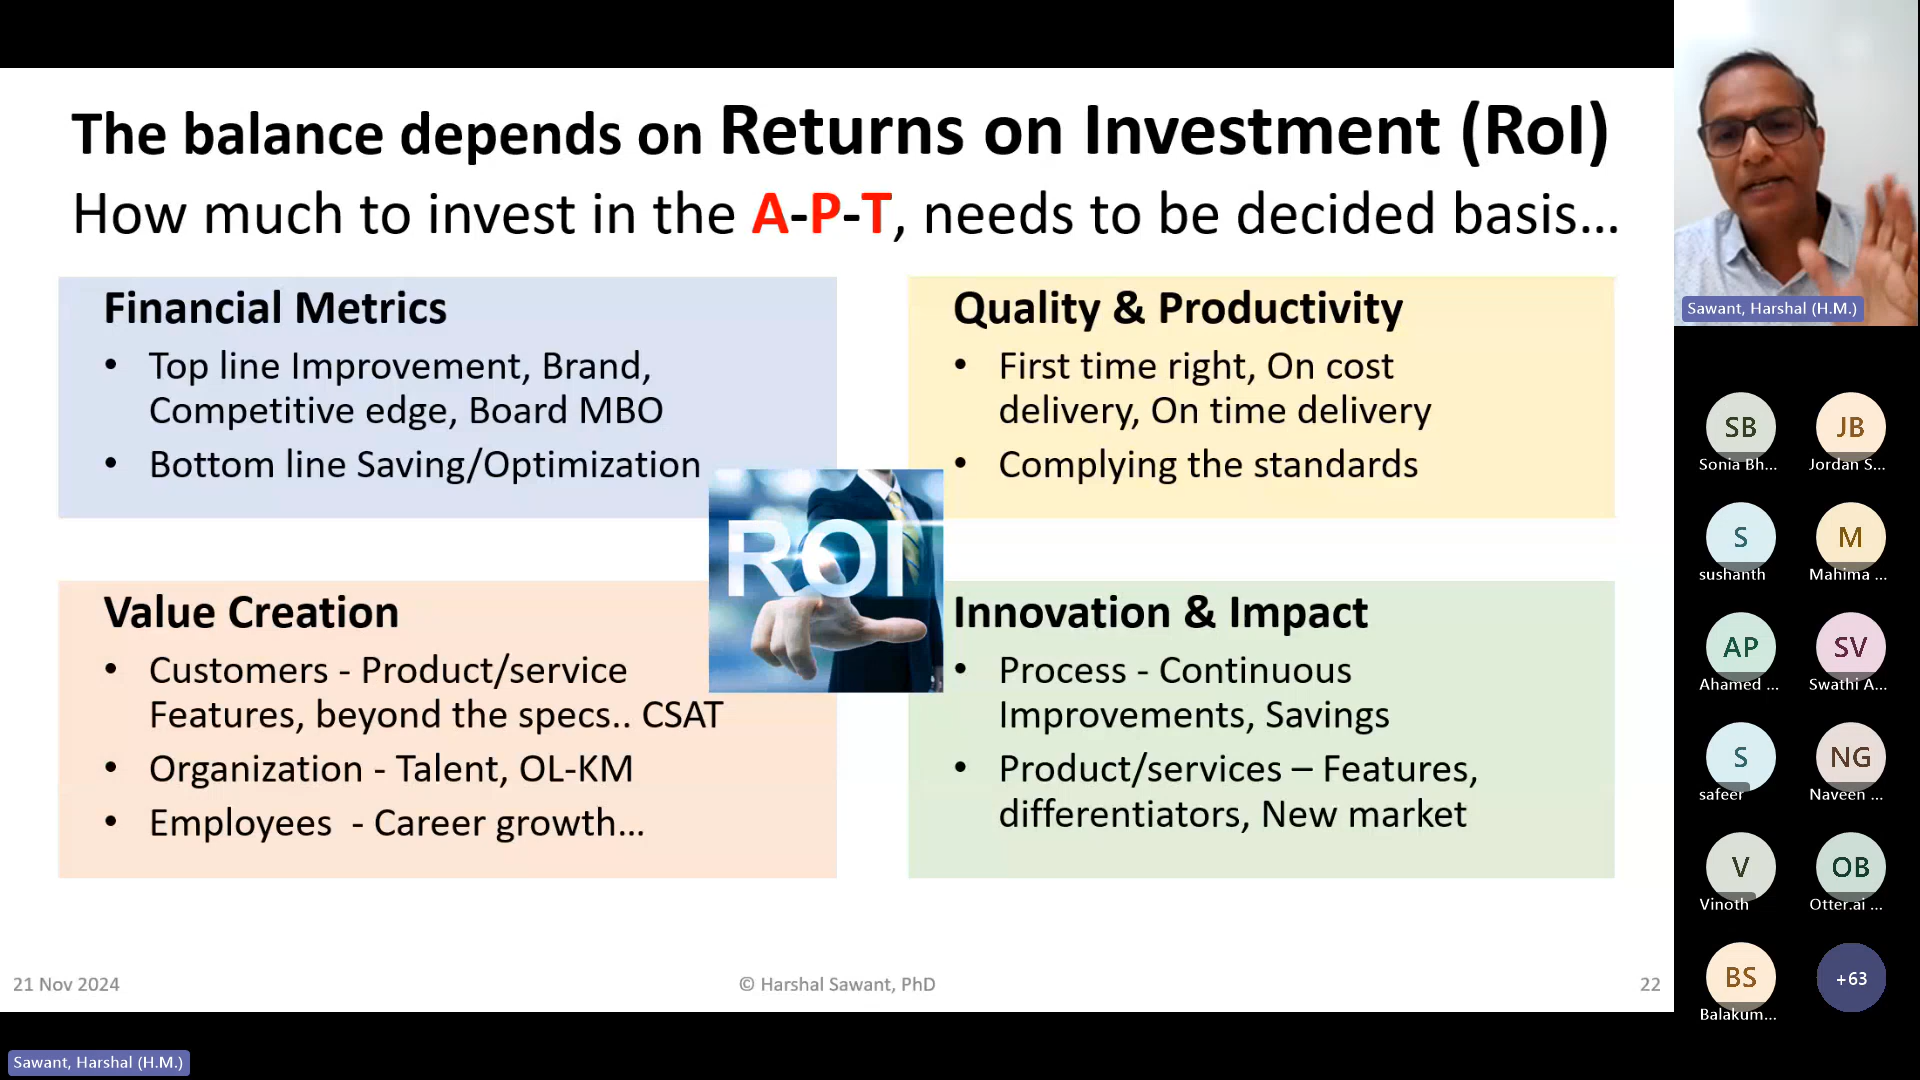 The balance depends on Returns on Investment (RoI)
How much to invest in the A-P-T, needs to be decided basis...
Financial Metrics
• Top line Improvement, Brand,
Competitive edge, Board MBO
• Bottom line Saving/Optimization
Quality & Productivity
• First time right, On cost
delivery, On time delivery
• Complying the standards
ROI
Value Creation
• Customers - Product/service
Features, beyond the specs.. CSAT
• Organization - Talent, OL-KM
• Employees - Career growth...
Innovation & Impact
• Process - Continuous
Improvements, Savings
• Product/services – Features,
differentiators, New market
21 Nov 2024
© Harshal Sawant, PhD
22
Sawant, Harshal (H.M.)
SB
JB
Sonia Bh...
Jordan S...
S
M
sushanth
Mahima ...
AP
SV
Ahamed ...
Swathi A...
S
NG
safeer
Naveen ...
V
OB
Vinoth
Otter.ai ...
BS
+63
Balakum...
Sawant, Harshal (H.M.)